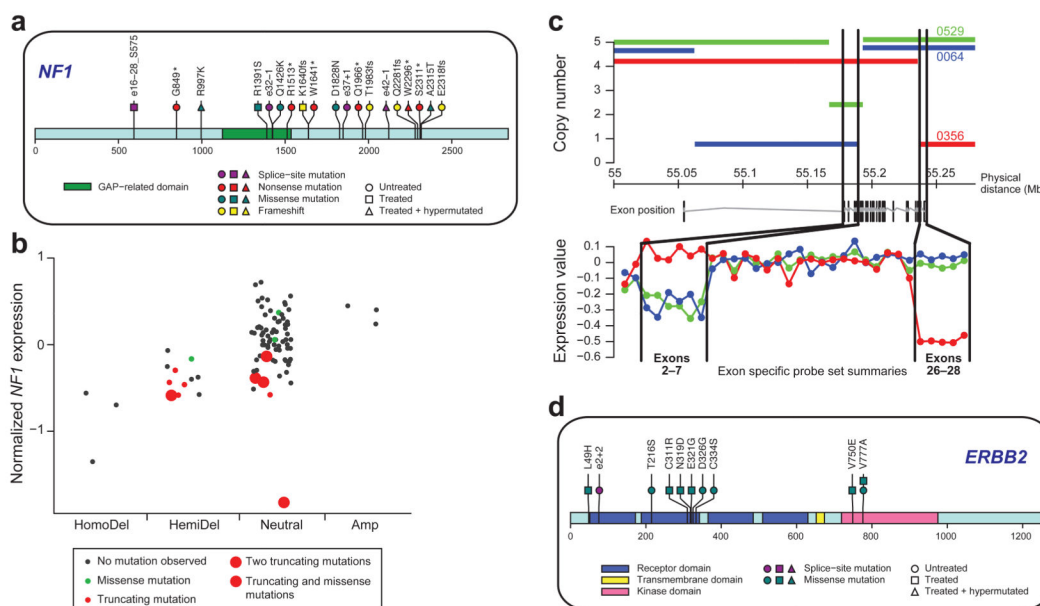 a
NF1
e16–28_S575
G849*
R997K
R1391S
e32–1
Q1426K
R1513*
K1640fs
W1641*
D1828N
e37+1
Q1966*
T1983fs
e42–1
Q2281fs
W2296*
S2311*
A2315T
E2318fs
0 500 1000 1500 2000 2500
GAP–related domain
Splice–site mutation
Nonsense mutation
Missense mutation
Frameshift
Untreated
Treated
Treated + hypermutated
b
Normalized NF1 expression
1
0
−1
HomoDel HemiDel Neutral Amp
No mutation observed
Missense mutation
Truncating mutation
Two truncating mutations
Truncating and missense
mutations
c
Copy number
5
4
3
2
1
0
0529
0064
0356
55 55.05 55.1 55.15 55.2 55.25
Physical
distance (Mb
Exon position
Expression value
0.1
0
−0.1
−0.2
−0.3
−0.4
−0.5
−0.6
Exons
2–7
Exon specific probe set summaries
Exons
26–28
d
ERBB2
L49H
e2+2
T216S
C311R
N319D
E321G
D326G
C334S
V750E
V777A
0 200 400 600 800 1000 1200
Receptor domain
Transmembrane domain
Kinase domain
Splice–site mutation
Missense mutation
Untreated
Treated
Treated + hypermutated